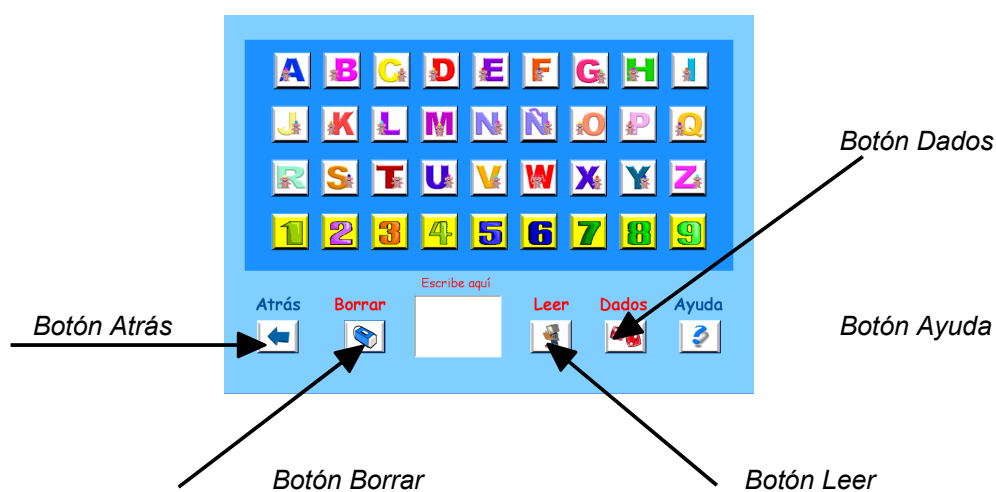 A B C D E F G H I
J K L M N Ñ O P Q
R S T U V W X Y Z
1 2 3 4 5 6 7 8 9
Botón Dados
Escribe aquí
Atrás Borrar Leer Dados Ayuda
Botón Atrás
Botón Ayuda
Botón Borrar
Botón Leer